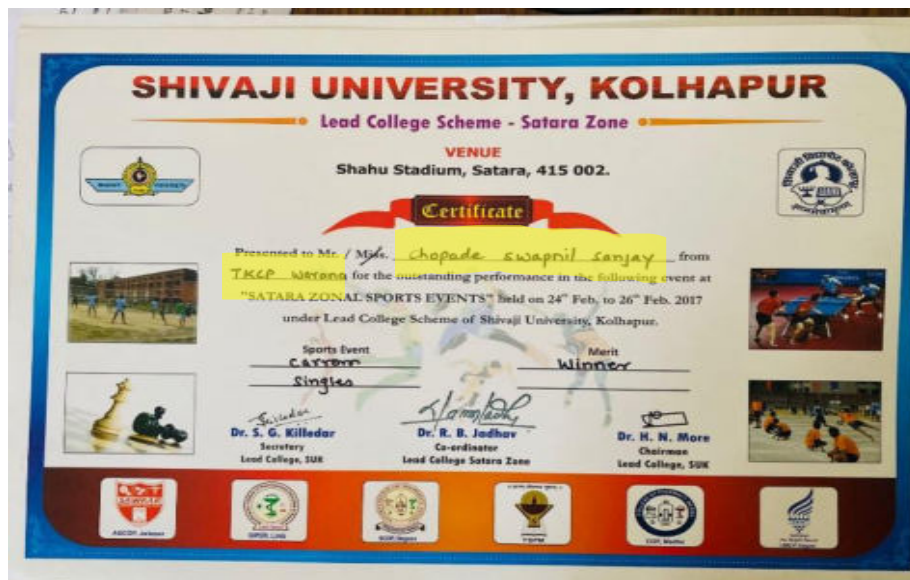 SHIVAJI UNIVERSITY, KOLHAPUR
Lead College Scheme - Satara Zone
VENUE
Shahu Stadium, Satara, 415 002.
Certificate
Presented to Mr. / Miss. Chopade Swapnil Sanjay from
TKCP Warana for the outstanding performance in the following event at
"SATARA ZONAL SPORTS EVENTS" held on 24th Feb. to 26th Feb. 2017
under Lead College Scheme of Shivaji University, Kolhapur.
Sports Event Merit
Carrom Winner
Singles
Dr. S. G. Killedar Dr. R. B. Jadhav Dr. H. N. More
Secretary Co-ordinator Chairman
Lead College, SUK Lead College Satara Zone Lead College, SUK
YSPM